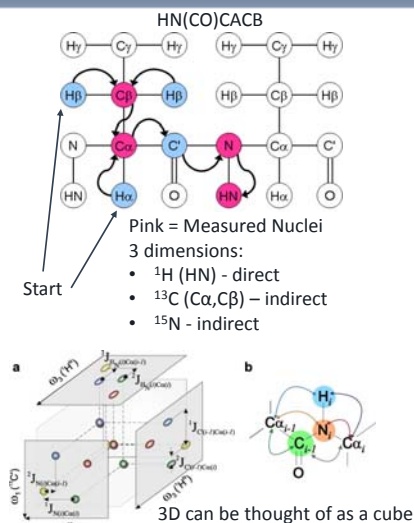 HN(CO)CACB
Hγ Cγ Hγ Hγ Cγ Hγ
Hβ Cβ Hβ Hβ Cβ Hβ
N Cα C' N Cα C'
HN Hα O HN Hα O
Start
Pink = Measured Nuclei
3 dimensions:
• ¹H (HN) - direct
• ¹³C (Cα,Cβ) – indirect
• ¹⁵N - indirect
a
b
H i
Cα i-1
C i-1
N i
Cα i
O
3D can be thought of as a cube